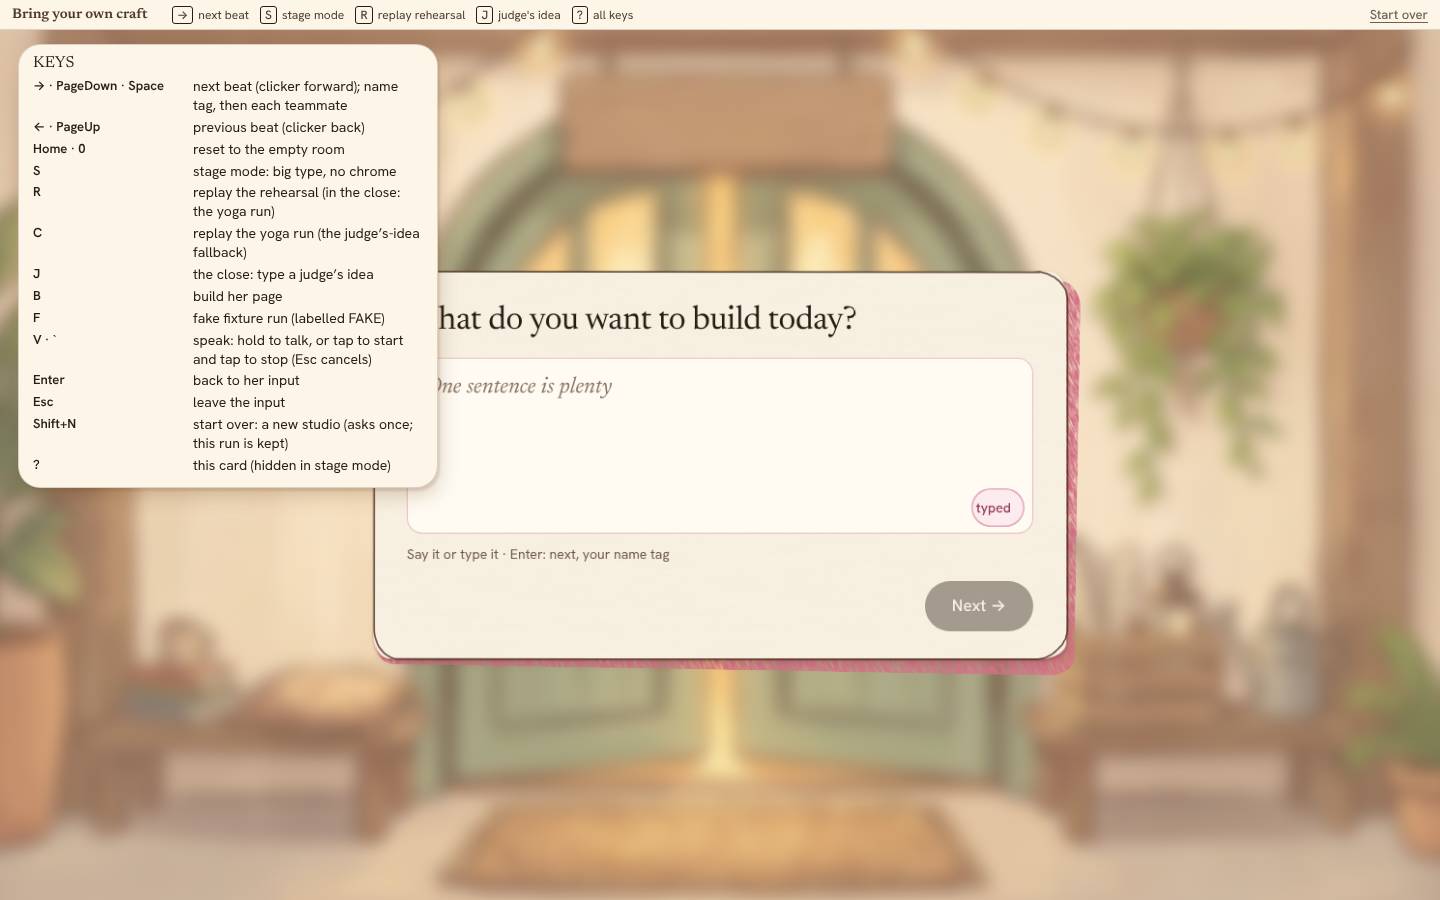 Bring your own craft → next beat S stage mode R replay rehearsal J judge's idea ? all keys Start over
KEYS
→ · PageDown · Space next beat (clicker forward); name
tag, then each teammate
← · PageUp previous beat (clicker back)
Home · 0 reset to the empty room
S stage mode: big type, no chrome
R replay the rehearsal (in the close:
the yoga run)
C replay the yoga run (the judge’s-idea
fallback)
J the close: type a judge’s idea
B build her page
F fake fixture run (labelled FAKE)
V · ` speak: hold to talk, or tap to start
and tap to stop (Esc cancels)
Enter back to her input
Esc leave the input
Shift+N start over: a new studio (asks once;
this run is kept)
? this card (hidden in stage mode)
hat do you want to build today?
One sentence is plenty
typed
Say it or type it · Enter: next, your name tag
Next →